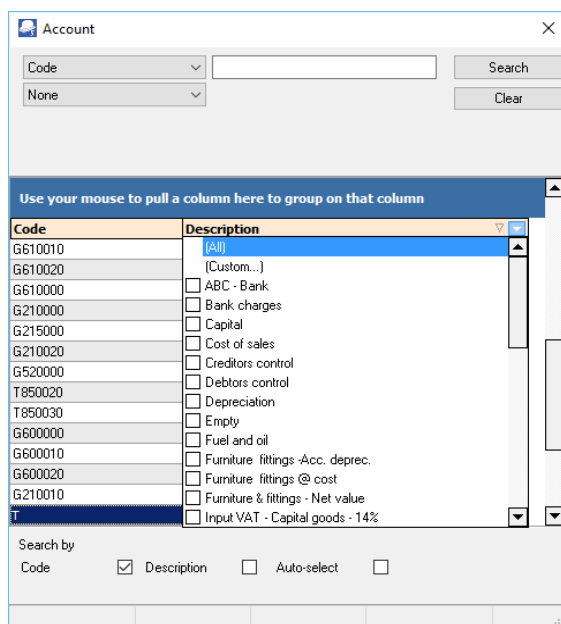 Account
Code Search
None Clear
Use your mouse to pull a column here to group on that column
Code Description
G610010 (All)
G610020 (Custom...)
G610000 ABC - Bank
G210000 Bank charges
G215000 Capital
G210020 Cost of sales
G520000 Creditors control
T850020 Debtors control
T850030 Depreciation
G600000 Empty
G600010 Fuel and oil
G600020 Furniture fittings -Acc. deprec.
G210010 Furniture fittings @ cost
T Furniture & fittings - Net value
Input VAT - Capital goods - 14%
Search by
Code Description Auto-select